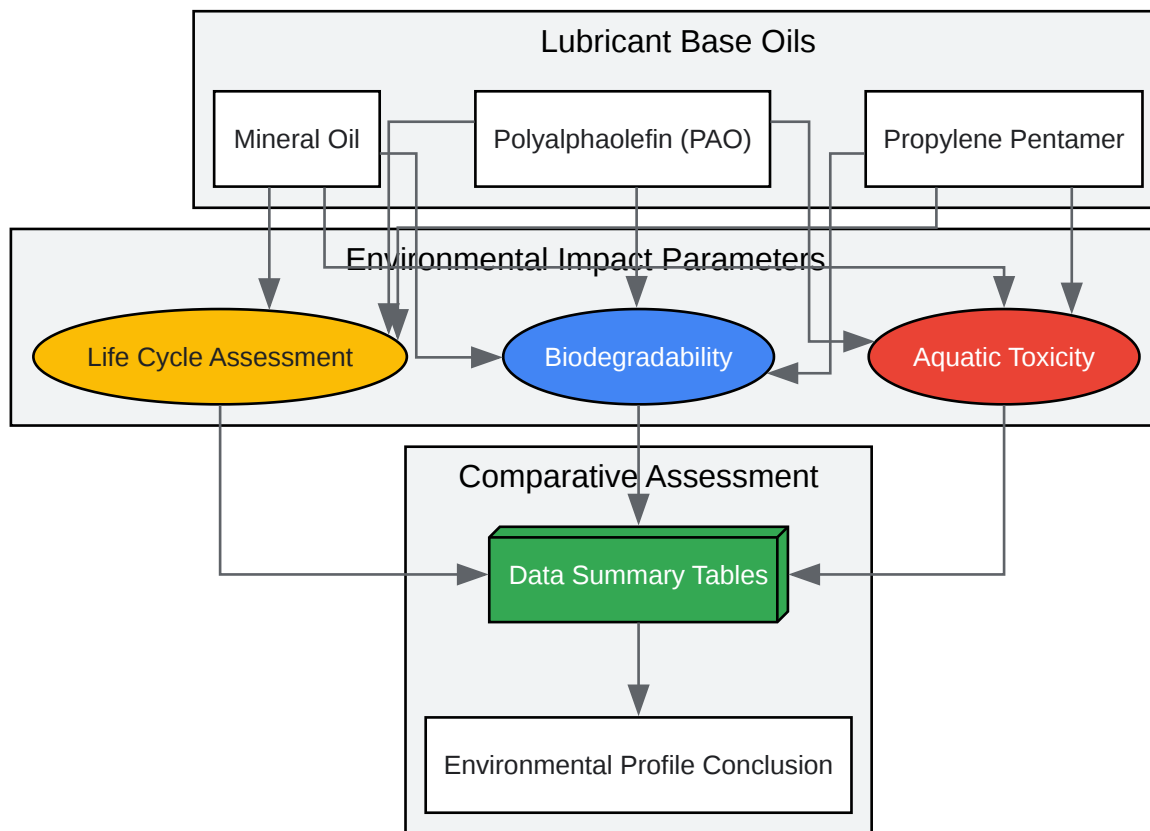 Lubricant Base Oils
Mineral Oil
Polyalphaolefin (PAO)
Propylene Pentamer
Environmental Impact Parameters
Life Cycle Assessment
Biodegradability
Aquatic Toxicity
Comparative Assessment
Data Summary Tables
Environmental Profile Conclusion